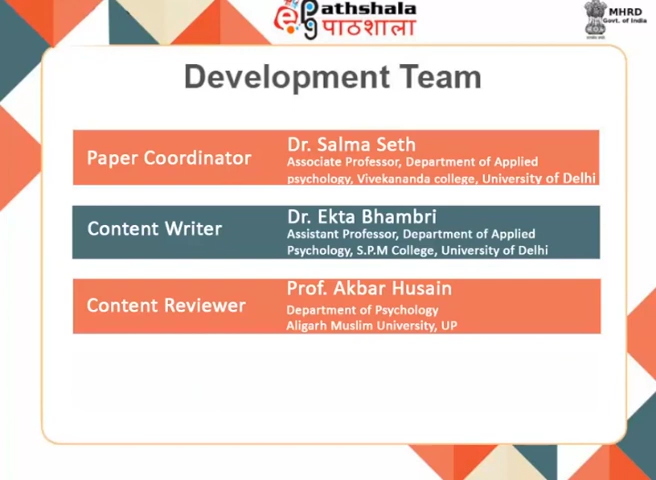 ePG Pathshala
पाठशाला
MHRD
Govt. of India
Development Team
Paper Coordinator
Dr. Salma Seth
Associate Professor, Department of Applied
psychology, Vivekananda college, University of Delhi
Content Writer
Dr. Ekta Bhambri
Assistant Professor, Department of Applied
Psychology, S.P.M College, University of Delhi
Content Reviewer
Prof. Akbar Husain
Department of Psychology
Aligarh Muslim University, UP